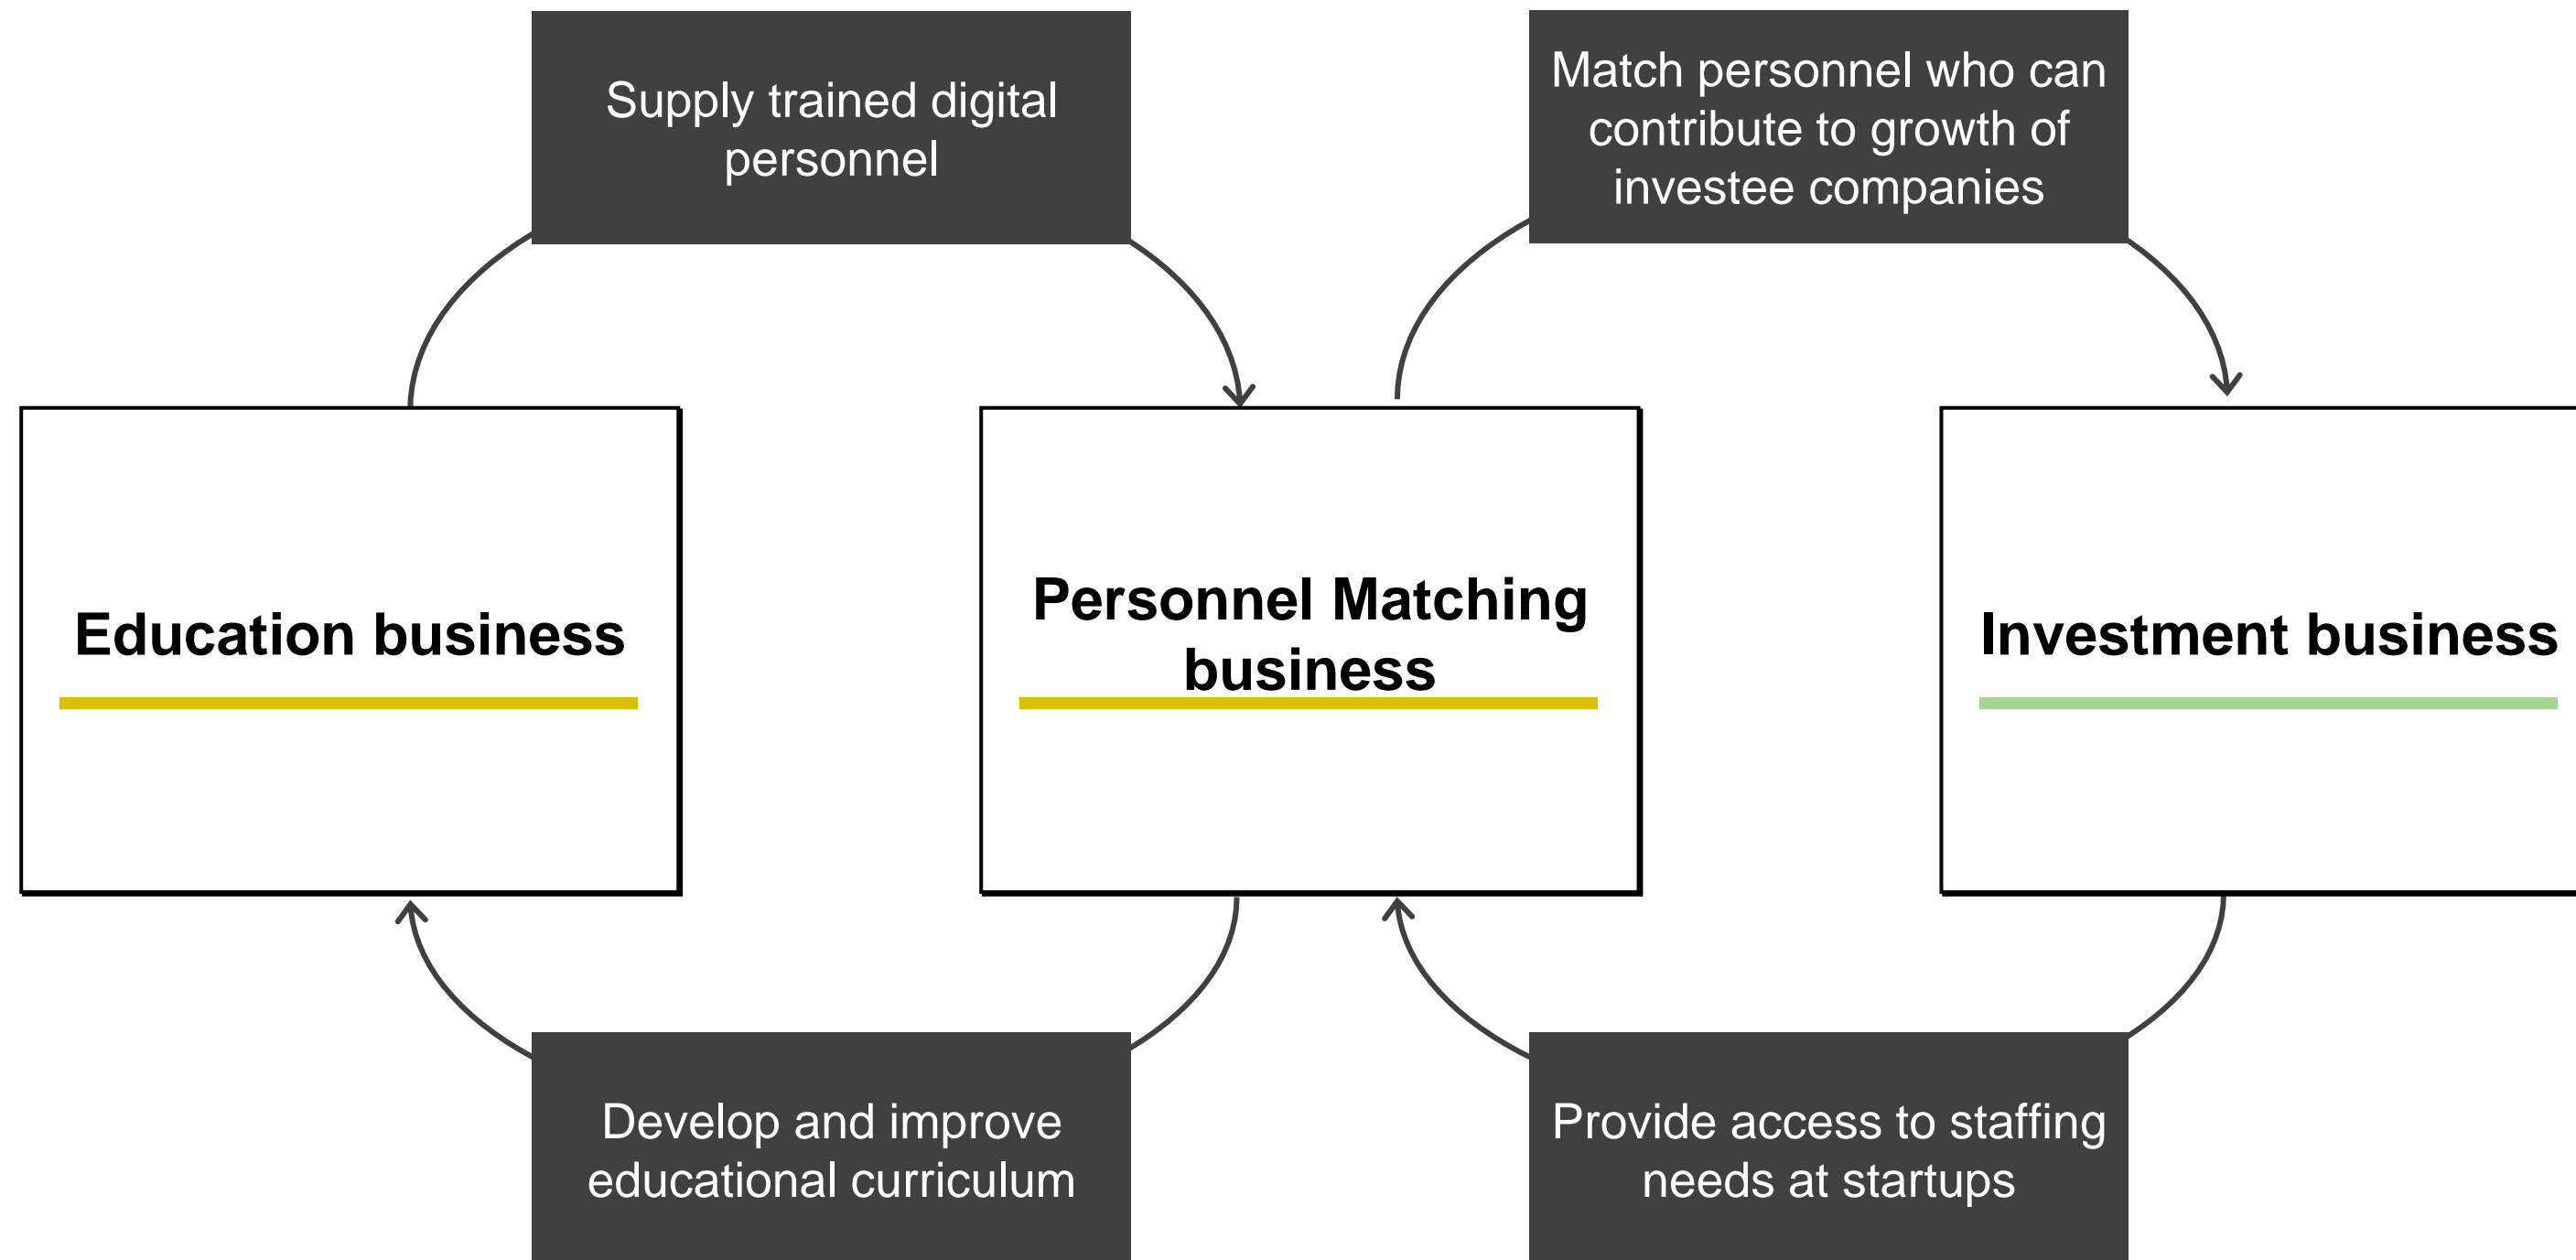 Supply trained digital
personnel
Match personnel who can
contribute to growth of
investee companies
Education business
Personnel Matching
business
Investment business
Develop and improve
educational curriculum
Provide access to staffing
needs at startups